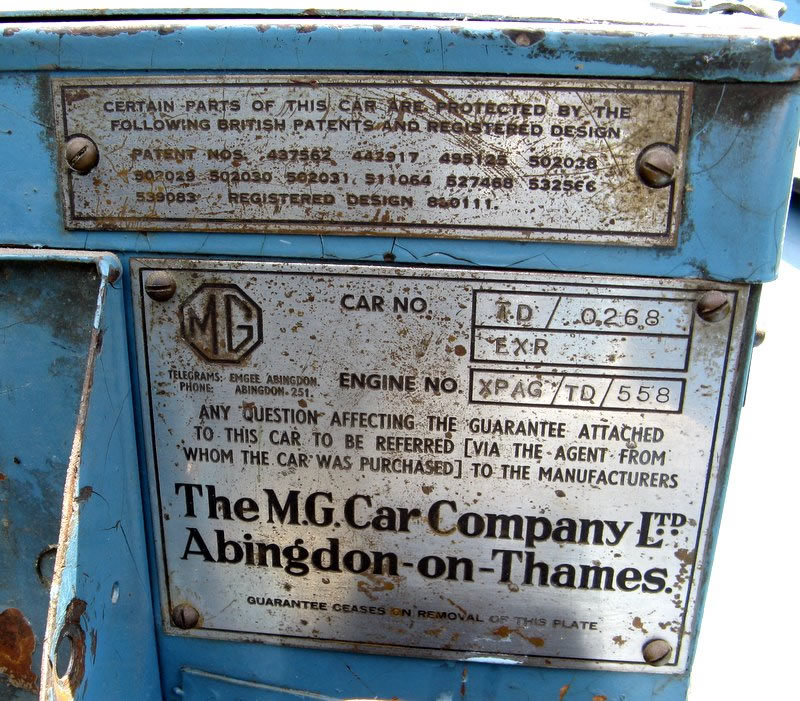 CERTAIN PARTS OF THIS CAR ARE PROTECTED BY THE
FOLLOWING BRITISH PATENTS AND REGISTERED DESIGN
PATENT NOS. 437562 442917 495125 502028
502029 502030 502031, 511064 527468 532566
539083 REGISTERED DESIGN 820111.
MG
CAR NO. TD / 0268
EXR
TELEGRAMS: EMGEE ABINGDON.
PHONE: ABINGDON-251.
ENGINE NO. XPAG / TD / 558
ANY QUESTION AFFECTING THE GUARANTEE ATTACHED
TO THIS CAR TO BE REFERRED [VIA THE AGENT FROM
WHOM THE CAR WAS PURCHASED] TO THE MANUFACTURERS
The M.G. Car Company LTD.
Abingdon-on-Thames.
GUARANTEE CEASES ON REMOVAL OF THIS PLATE